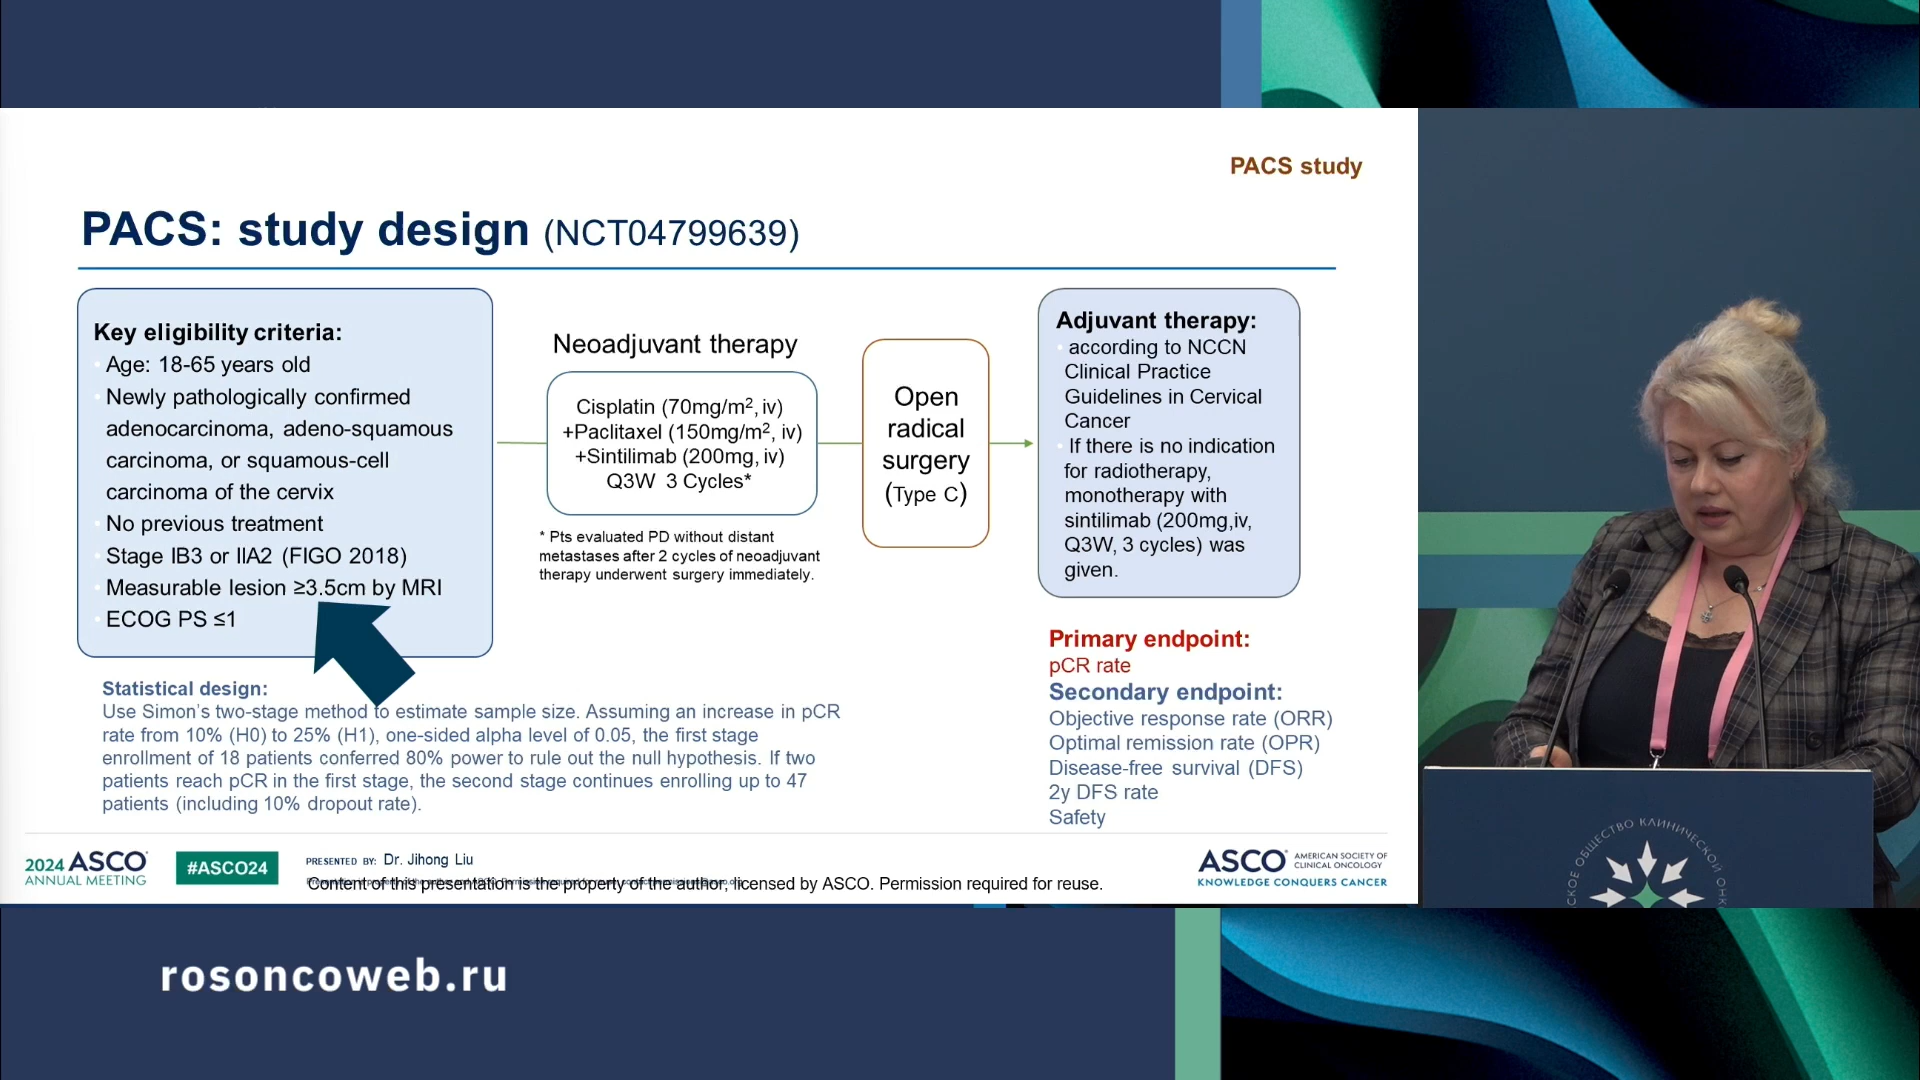 PACS study
PACS: study design (NCT04799639)
Key eligibility criteria:
Age: 18-65 years old
Newly pathologically confirmed
adenocarcinoma, adeno-squamous
carcinoma, or squamous-cell
carcinoma of the cervix
No previous treatment
Stage IB3 or IIA2 (FIGO 2018)
Measurable lesion ≥3.5cm by MRI
ECOG PS ≤1
Neoadjuvant therapy
Cisplatin (70mg/m², iv)
+Paclitaxel (150mg/m², iv)
+Sintilimab (200mg, iv)
Q3W 3 Cycles*
* Pts evaluated PD without distant
metastases after 2 cycles of neoadjuvant
therapy underwent surgery immediately.
Open
radical
surgery
(Type C)
Adjuvant therapy:
according to NCCN
Clinical Practice
Guidelines in Cervical
Cancer
If there is no indication
for radiotherapy,
monotherapy with
sintilimab (200mg,iv,
Q3W, 3 cycles) was
given.
Primary endpoint:
pCR rate
Secondary endpoint:
Objective response rate (ORR)
Optimal remission rate (OPR)
Disease-free survival (DFS)
2y DFS rate
Safety
Statistical design:
Use Simon's two-stage method to estimate sample size. Assuming an increase in pCR
rate from 10% (H0) to 25% (H1), one-sided alpha level of 0.05, the first stage
enrollment of 18 patients conferred 80% power to rule out the null hypothesis. If two
patients reach pCR in the first stage, the second stage continues enrolling up to 47
patients (including 10% dropout rate).
2024 ASCO
ANNUAL MEETING
#ASCO24
PRESENTED BY: Dr. Jihong Liu
Content of this presentation is the property of the author, licensed by ASCO. Permission required for reuse.
ASCO AMERICAN SOCIETY OF
CLINICAL ONCOLOGY
KNOWLEDGE CONQUERS CANCER
ОБЩЕСТВО КЛИНИЧЕСКОЙ
rosoncoweb.ru